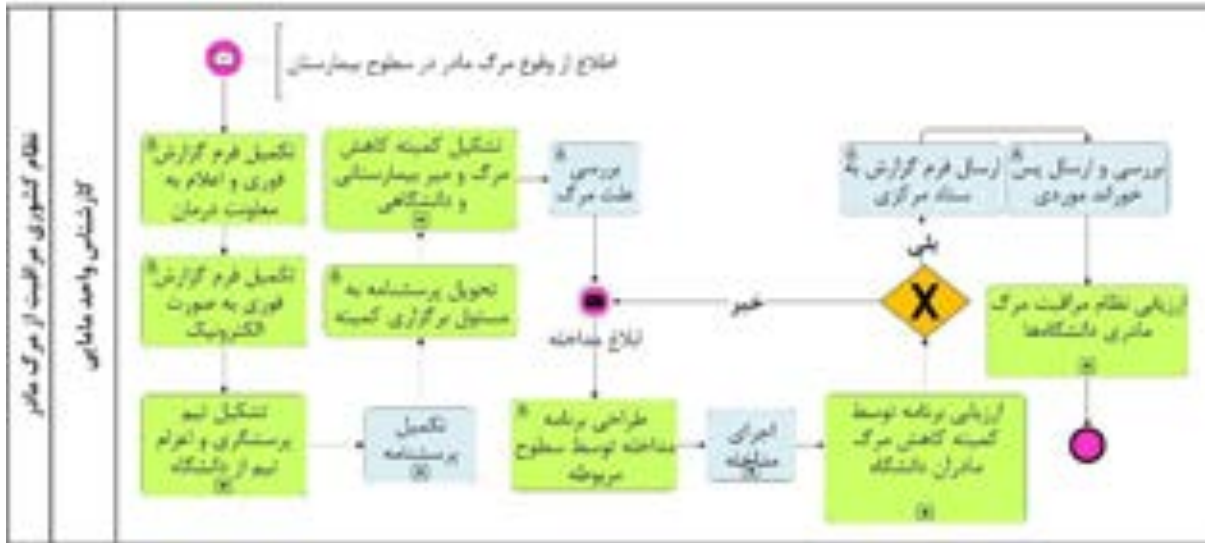 نظام کشوری مراقبت از مرگ مادر
کارشناس واحد مامایی
اطلاع از وقوع مرگ مادر در سطوح بیمارستان
تکمیل فرم گزارش
فوری و اعلام به
معاونت درمان
تکمیل فرم گزارش
فوری به صورت
الکترونیک
تشکیل تیم
پرسشگری و اعزام
تیم از دانشگاه
تکمیل
پرسشنامه
تحویل پرسشنامه به
مسئول برگزاری کمیته
تشکیل کمیته کاهش
مرگ و میر بیمارستانی
و دانشگاهی
بررسی
علت مرگ
ابلاغ مداخله
طراحی برنامه
مداخله توسط سطوح
مربوطه
اجرای
مداخله
ارزیابی برنامه توسط
کمیته کاهش مرگ
مادران دانشگاه
خیر
بلی
ارسال فرم گزارش به
ستاد مرکزی
بررسی و ارسال پس
خوراند موردی
ارزیابی نظام مراقبت مرگ
مادری دانشگاه‌ها